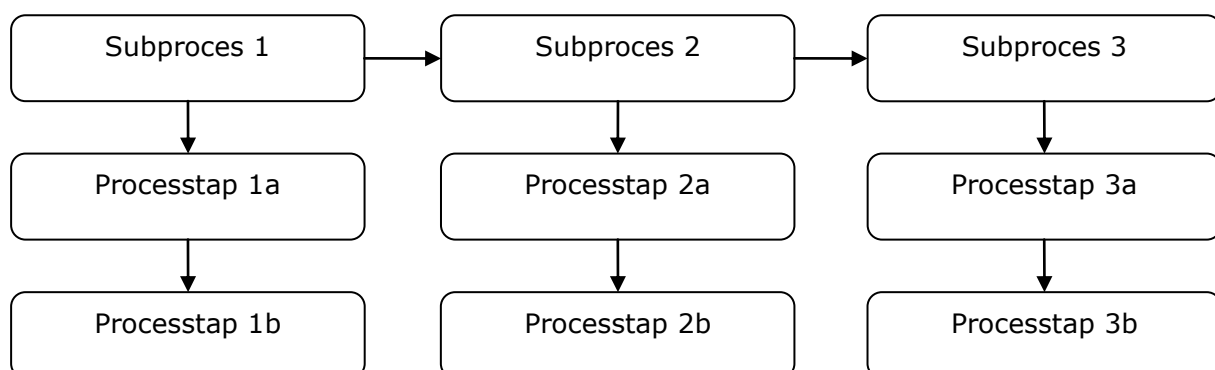 Subproces 1
Subproces 2
Subproces 3
Processtap 1a
Processtap 2a
Processtap 3a
Processtap 1b
Processtap 2b
Processtap 3b